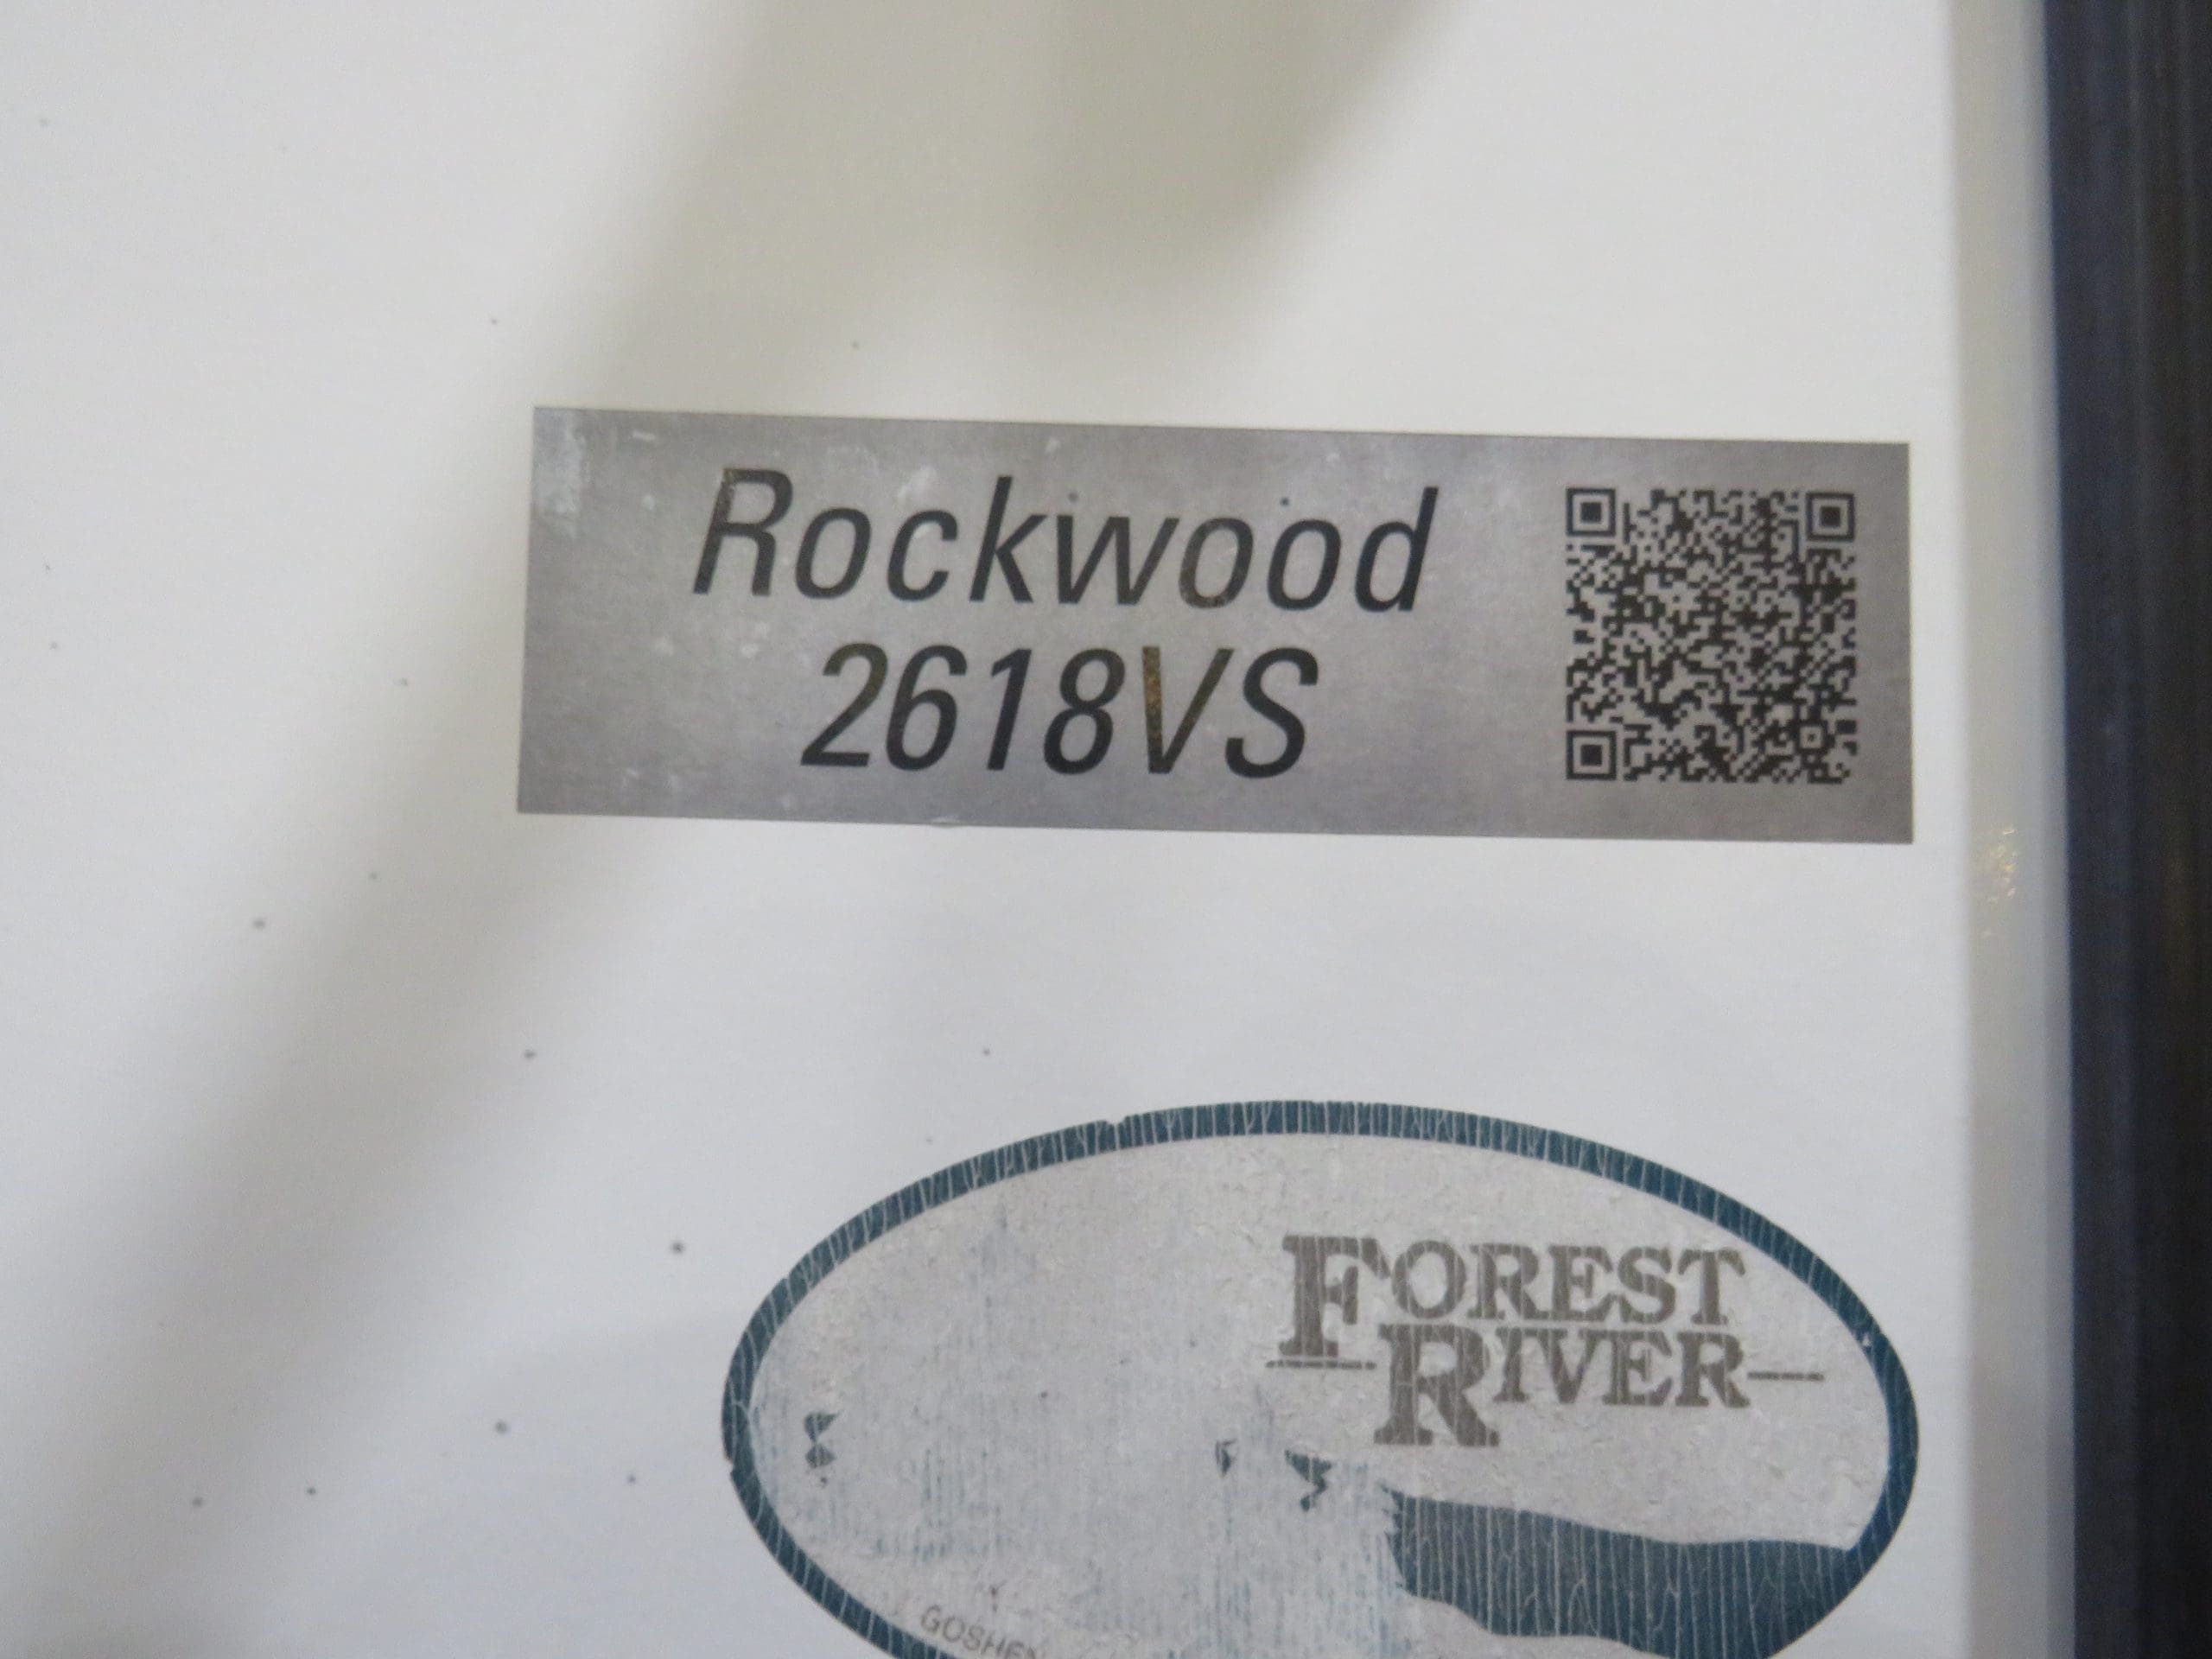 Rockwood
2618VS
FOREST
RIVER
GOSHEN